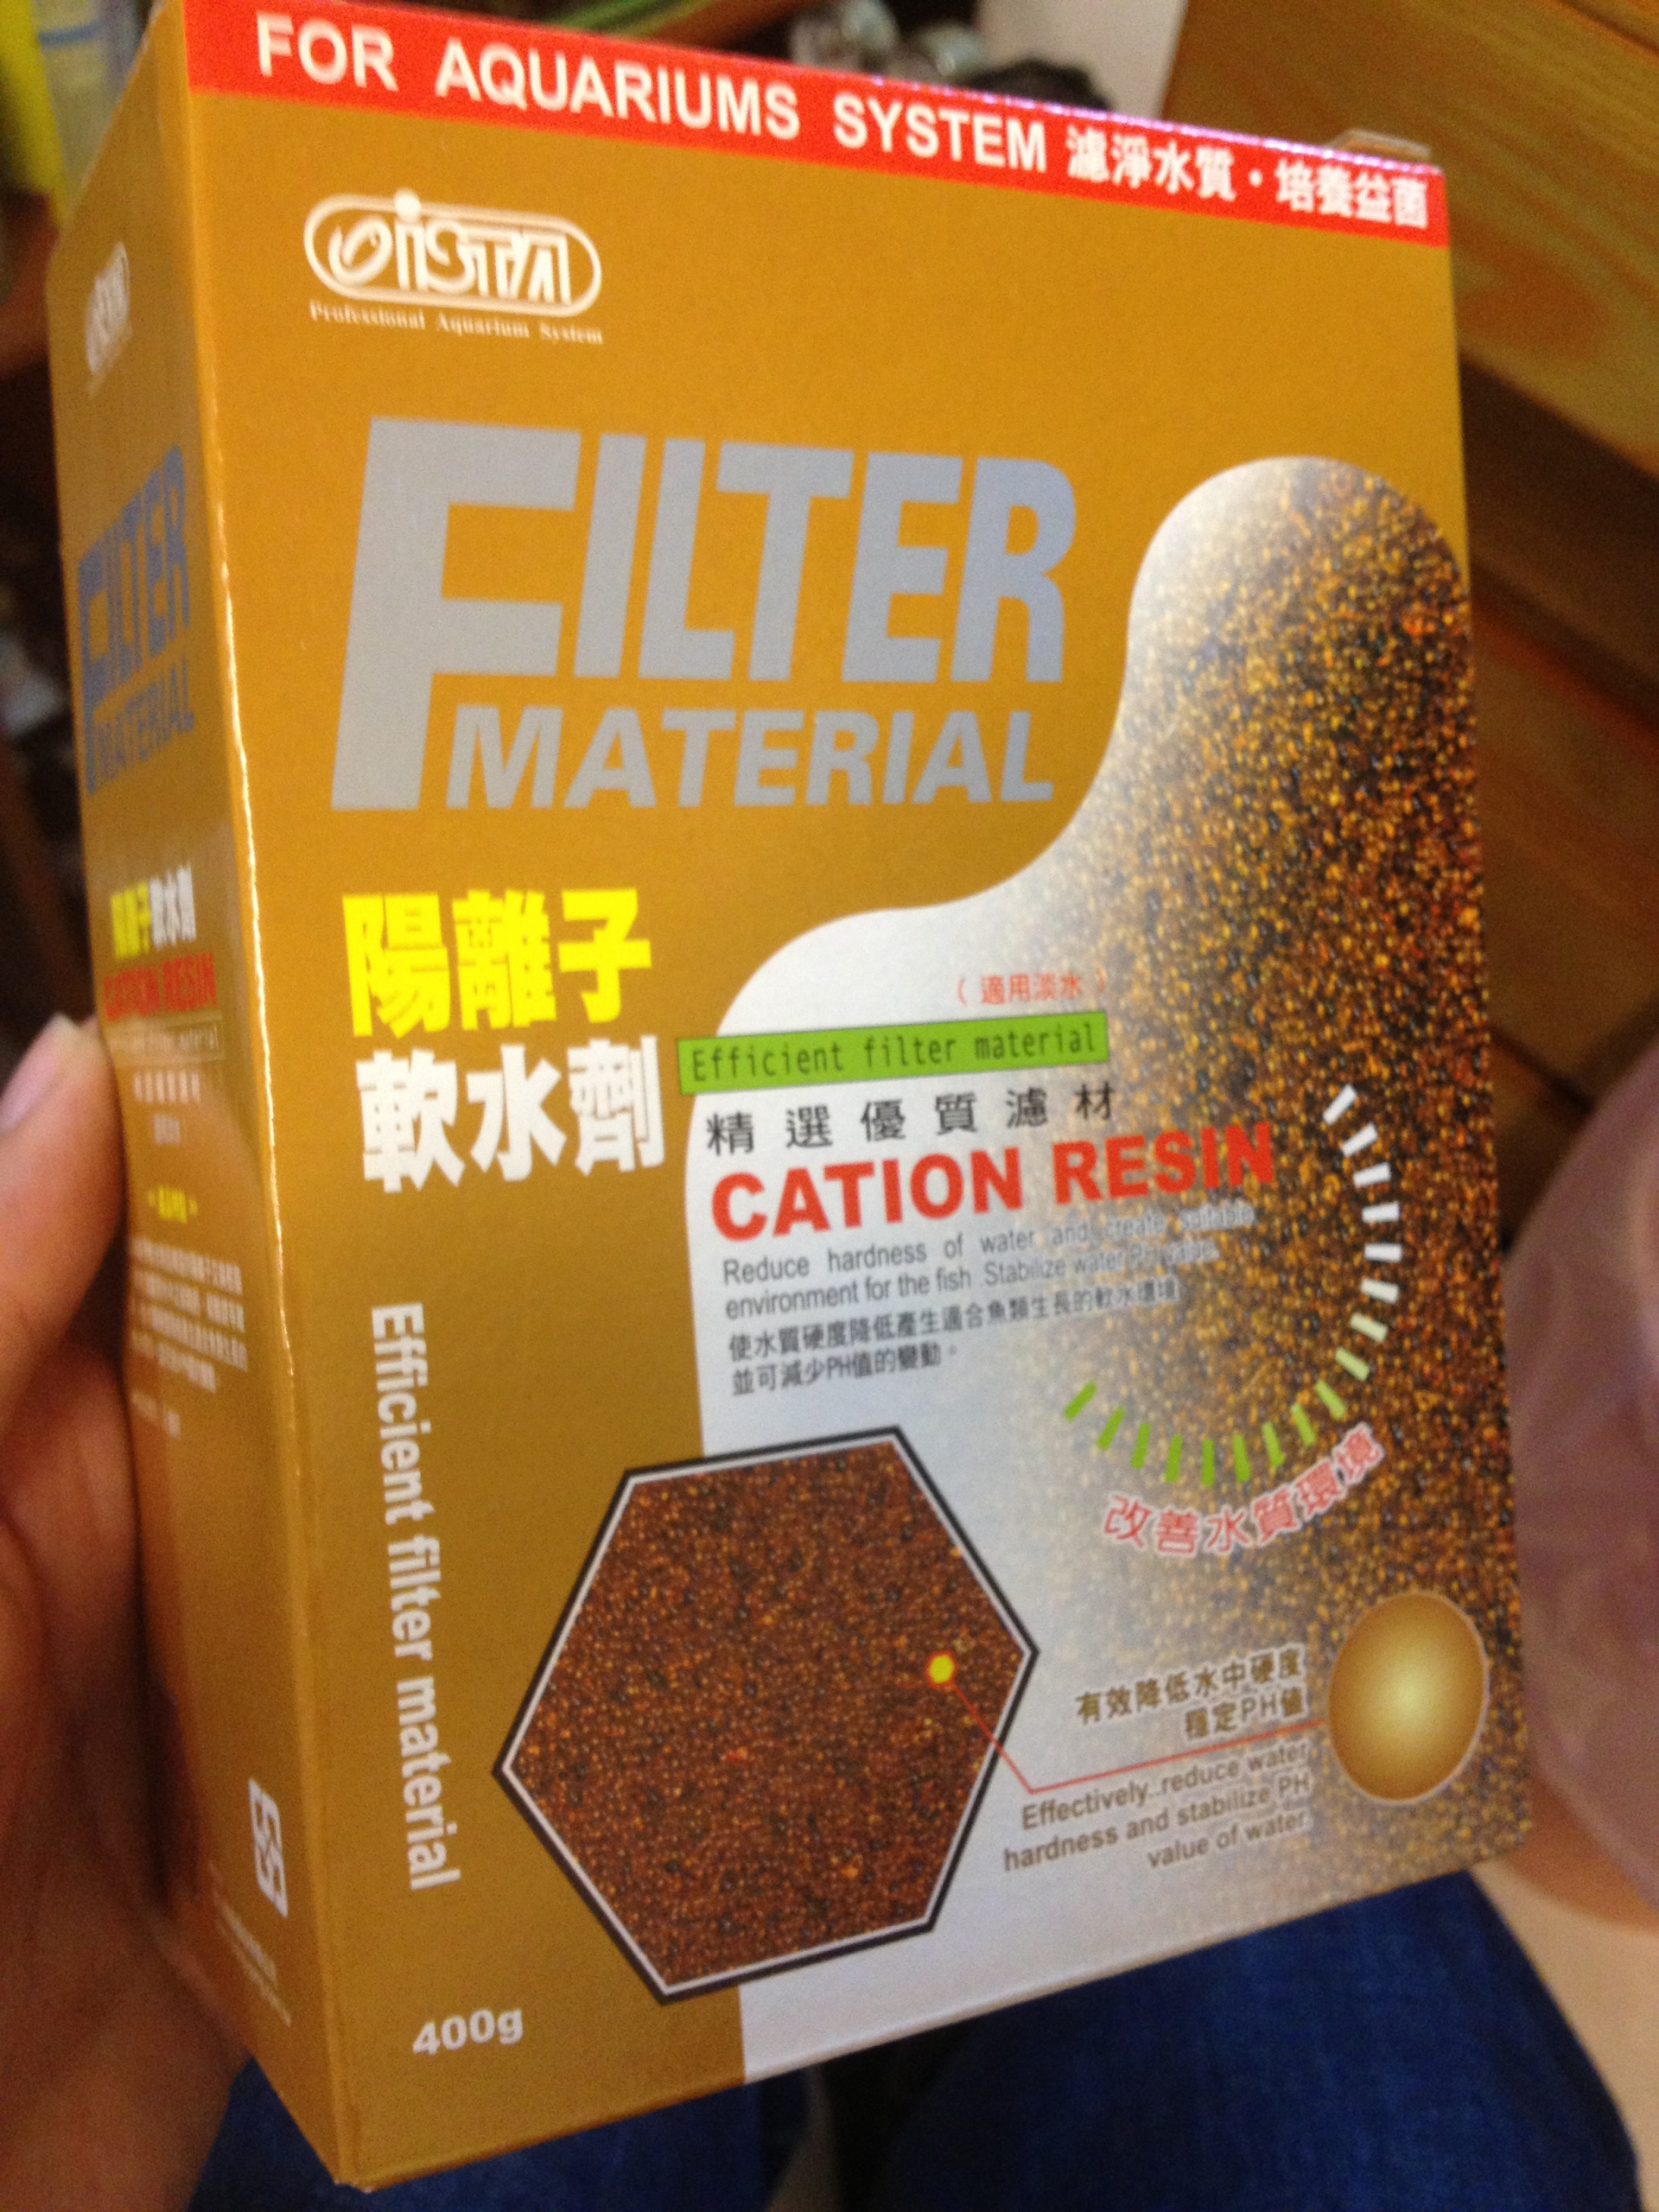 FOR AQUARIUMS SYSTEM 濾淨水質・培養益菌
iSTA
Professional Aquarium System
FILTER
MATERIAL
陽離子
軟水劑
（適用淡水）
Efficient filter material
精選優質濾材
CATION RESIN
Reduce hardness of water and create suitable
environment for the fish. Stabilize water PH value.
使水質硬度降低產生適合魚類生長的軟水環境
並可減少PH值的變動。
改善水質環境
有效降低水中硬度
穩定PH值
Effectively..reduce water
hardness and stabilize PH
value of water
Efficient filter material
400g
FILTER
MATERIAL
陽離子軟水劑
CATION RESIN